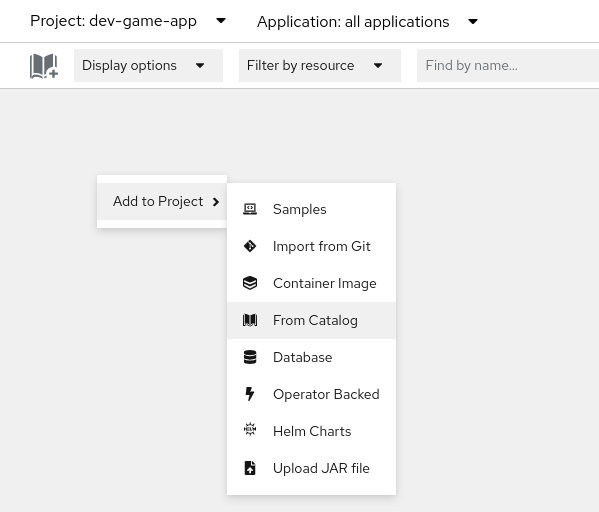 Project: dev-game-app Application: all applications
Display options Filter by resource Find by name...
Add to Project
Samples
Import from Git
Container Image
From Catalog
Database
Operator Backed
Helm Charts
Upload JAR file